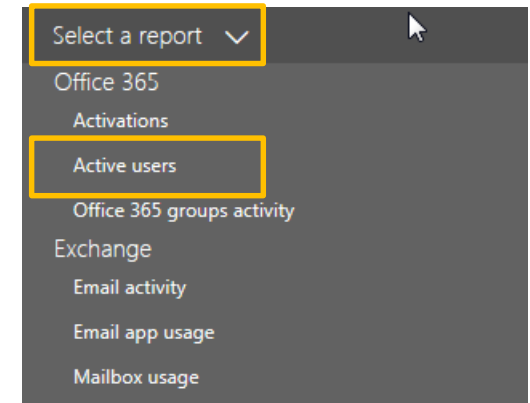 Select a report
Office 365
Activations
Active users
Office 365 groups activity
Exchange
Email activity
Email app usage
Mailbox usage